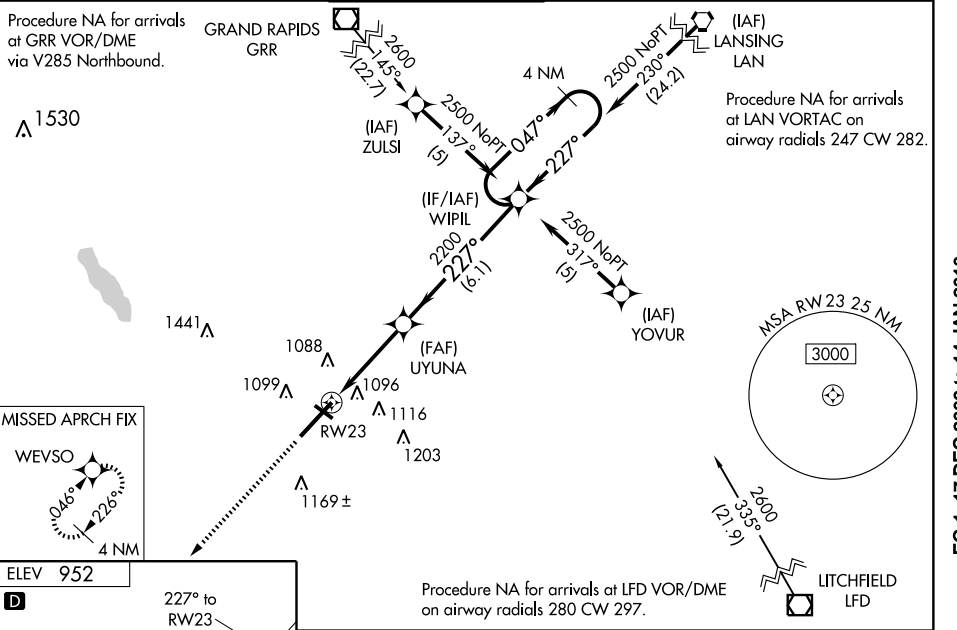 Procedure NA for arrivals
at GRR VOR/DME
via V285 Northbound.
GRAND RAPIDS
GRR
2600
145°
(22.7)
(IAF)
LANSING
LAN
2500 NoPT
230°
(24.2)
4 NM
1530
(IAF)
ZULSI
2500 NoPT
137°
(5)
047°
227°
Procedure NA for arrivals
at LAN VORTAC on
airway radials 247 CW 282.
(IF/IAF)
WIPIL
2200
227°
(6.1)
2500 NoPT
317°
(5)
(IAF)
YOVUR
1441
(FAF)
UYUNA
1088
1099
1096
1116
RW23
1203
1169 ±
MSA RW 23 25 NM
3000
MISSED APRCH FIX
WEVSO
046°
226°
4 NM
2600
335°
(21.9)
LITCHFIELD
LFD
Procedure NA for arrivals at LFD VOR/DME
on airway radials 280 CW 297.
ELEV 952
D
227° to
RW23